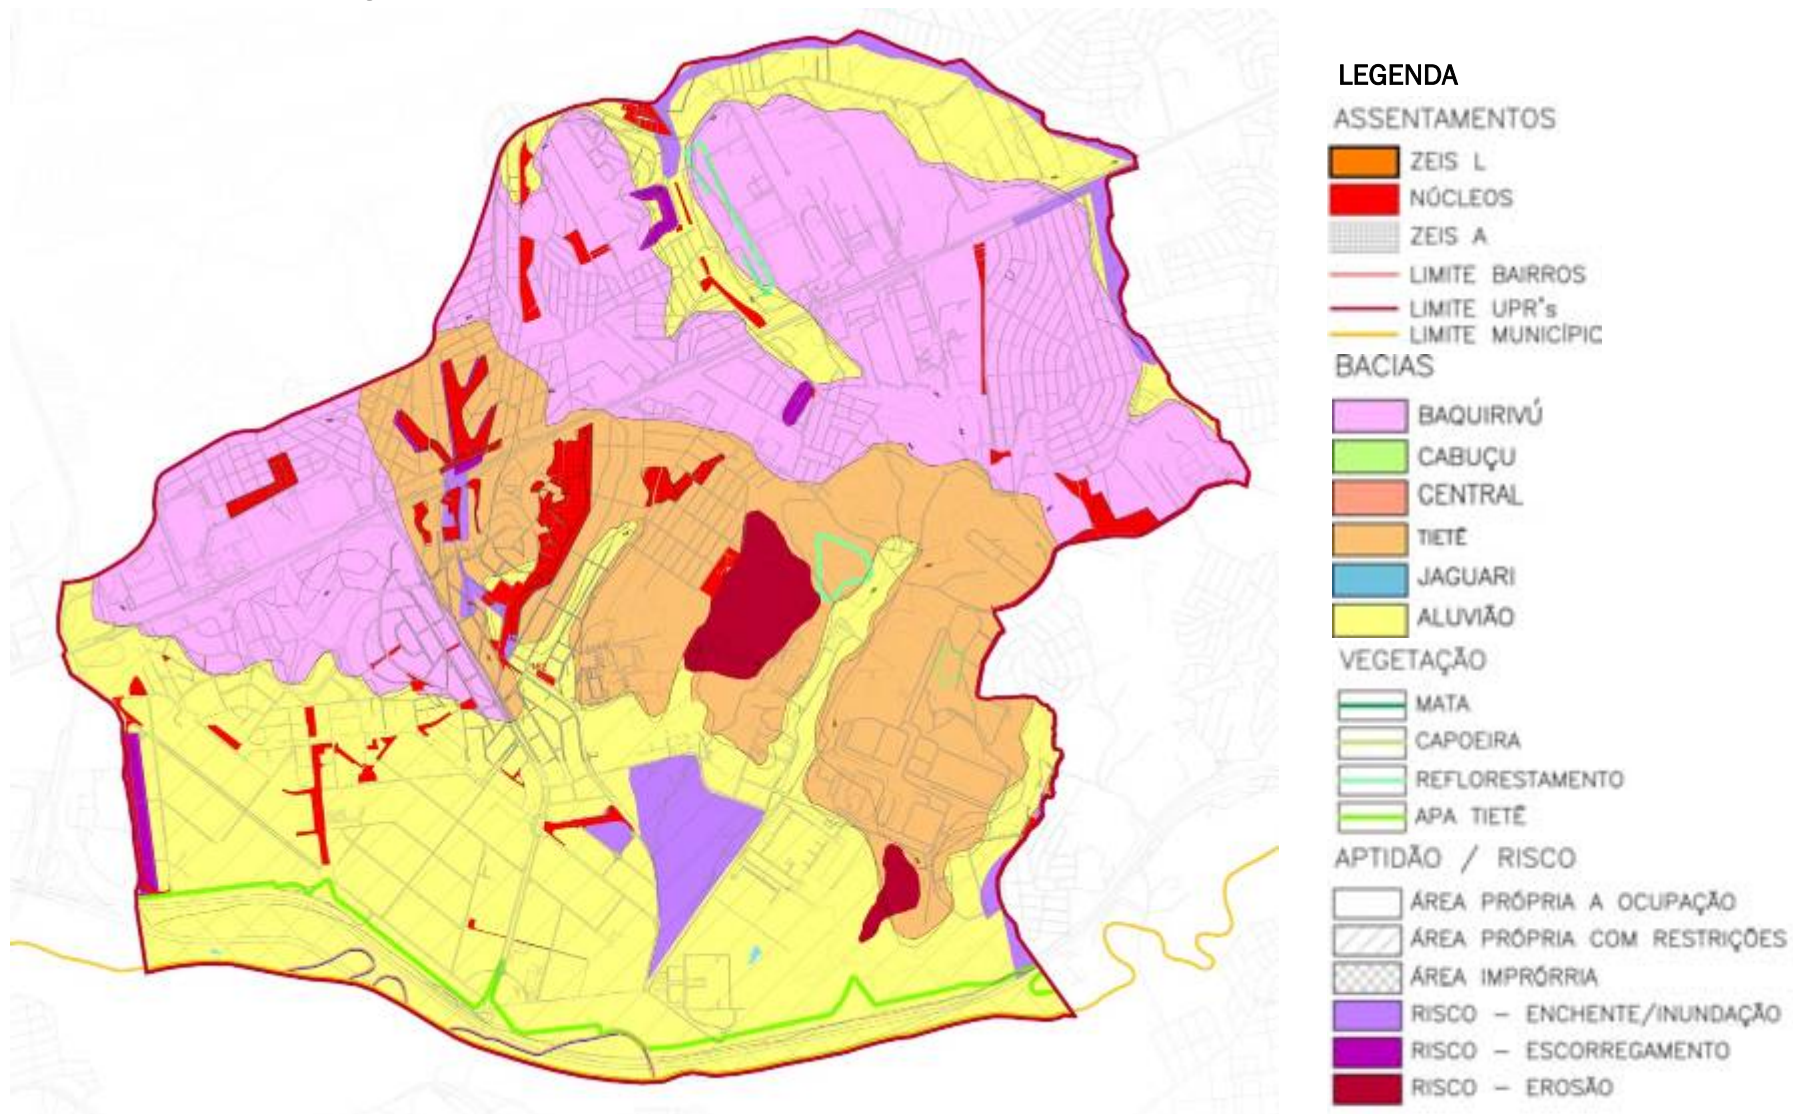 LEGENDA
ASSENTAMENTOS
ZEIS L
NÚCLEOS
ZEIS A
LIMITE BAIRROS
LIMITE UPR's
LIMITE MUNICÍPIO
BACIAS
BAQUIRIVÚ
CABUÇU
CENTRAL
TIETÊ
JAGUARI
ALUVIÃO
VEGETAÇÃO
MATA
CAPOEIRA
REFLORESTAMENTO
APA TIETÊ
APTIDÃO / RISCO
ÁREA PRÓPRIA A OCUPAÇÃO
ÁREA PRÓPRIA COM RESTRIÇÕES
ÁREA IMPRÓRRIA
RISCO – ENCHENTE/INUNDAÇÃO
RISCO – ESCORREGAMENTO
RISCO – EROSÃO